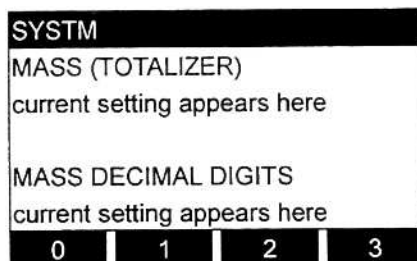 SYSTM
MASS (TOTALIZER)
current setting appears here
MASS DECIMAL DIGITS
current setting appears here
0 1 2 3